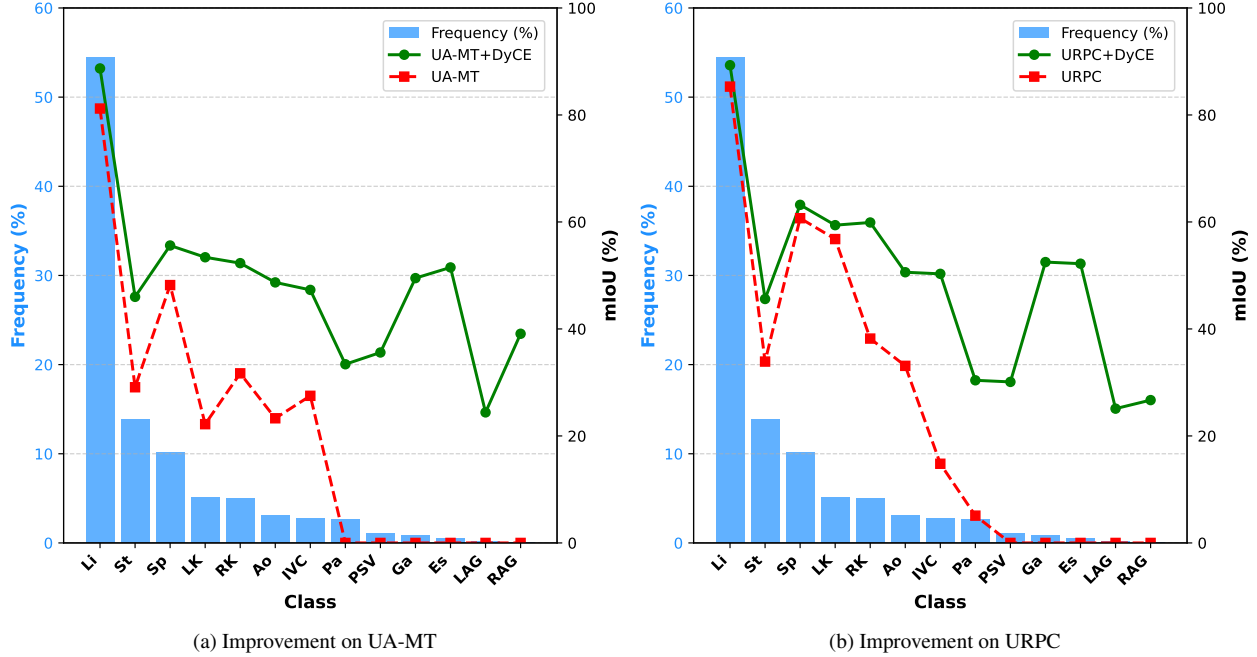 60
50
40
30
20
10
0
Frequency (%)
100
80
60
40
20
0
mIoU (%)
Frequency (%)
UA-MT+DyCE
UA-MT
Li
St
Sp
LK
RK
Ao
IVC
Pa
PSV
Ga
Es
LAG
RAG
Class
(a) Improvement on UA-MT
60
50
40
30
20
10
0
Frequency (%)
100
80
60
40
20
0
mIoU (%)
Frequency (%)
URPC+DyCE
URPC
Li
St
Sp
LK
RK
Ao
IVC
Pa
PSV
Ga
Es
LAG
RAG
Class
(b) Improvement on URPC